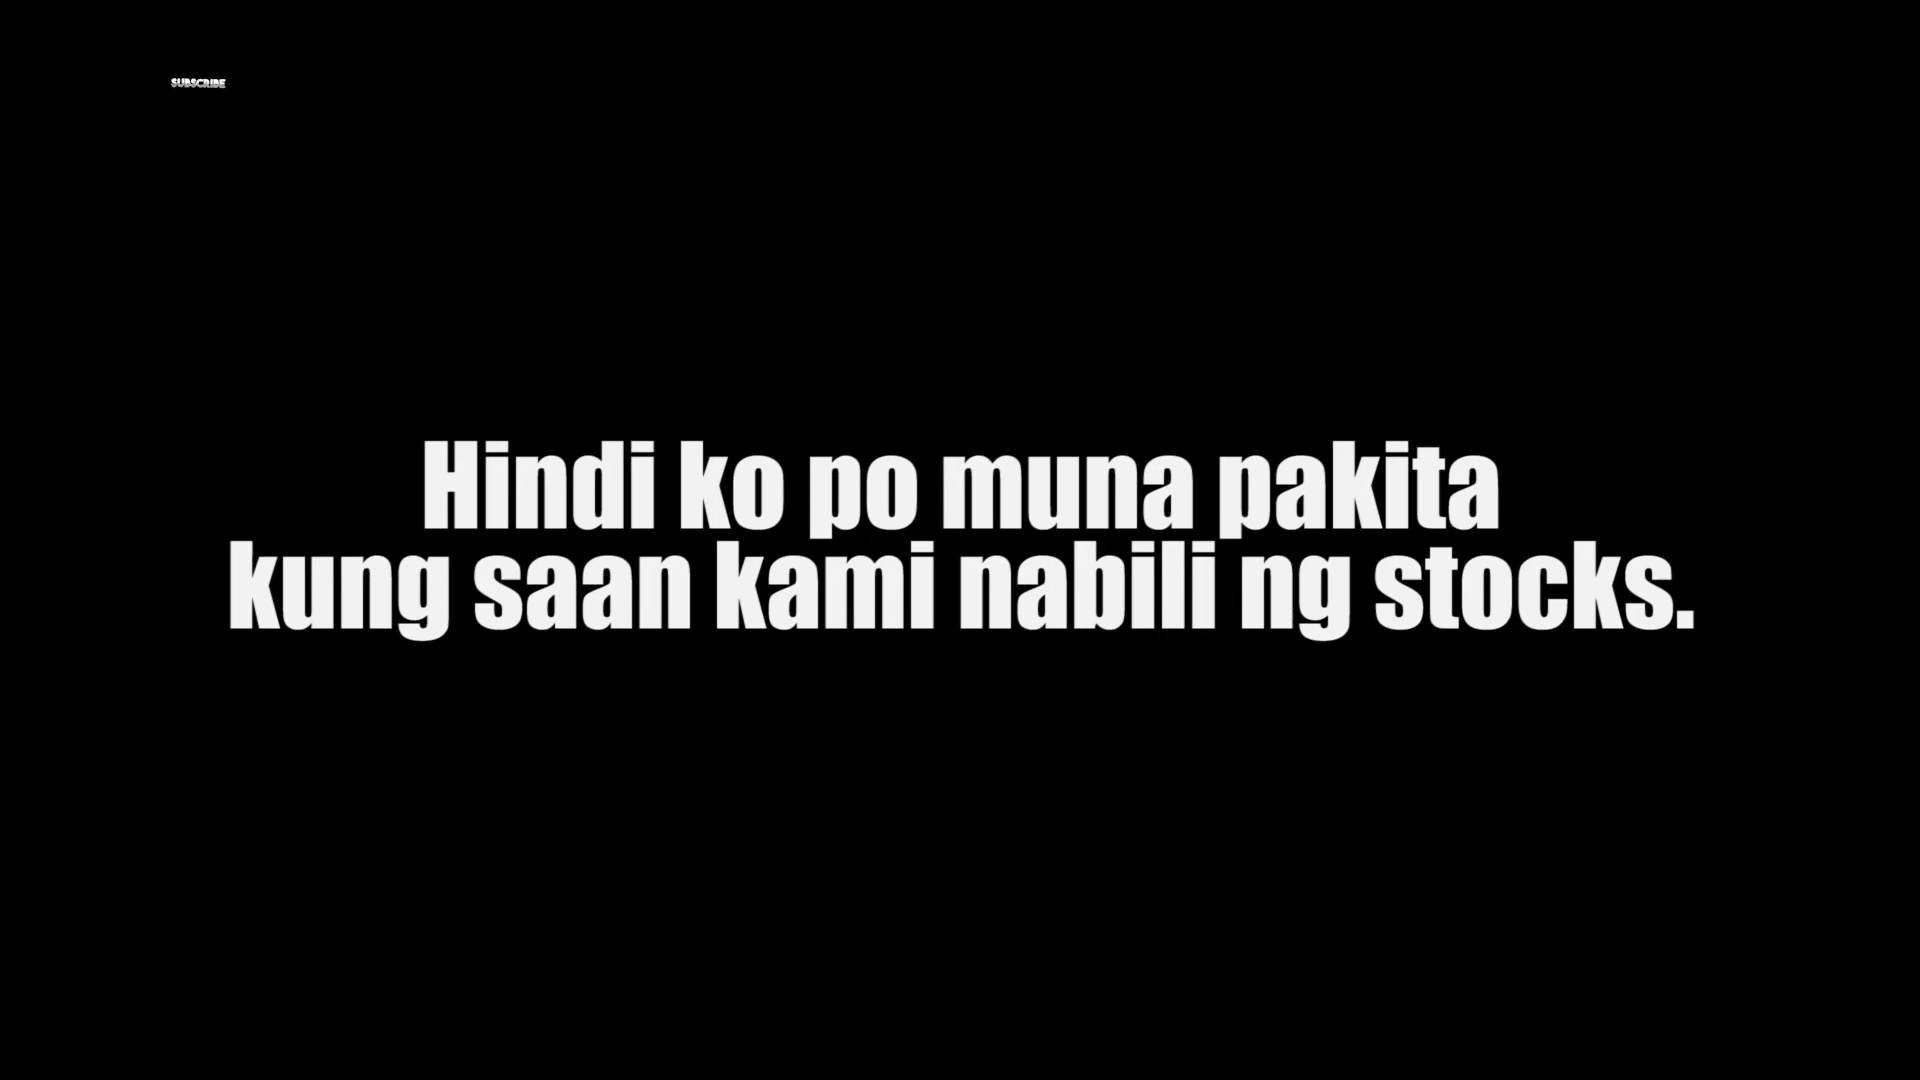 SUBSCRIBE
Hindi ko po muna pakita
kung saan kami nabili ng stocks.